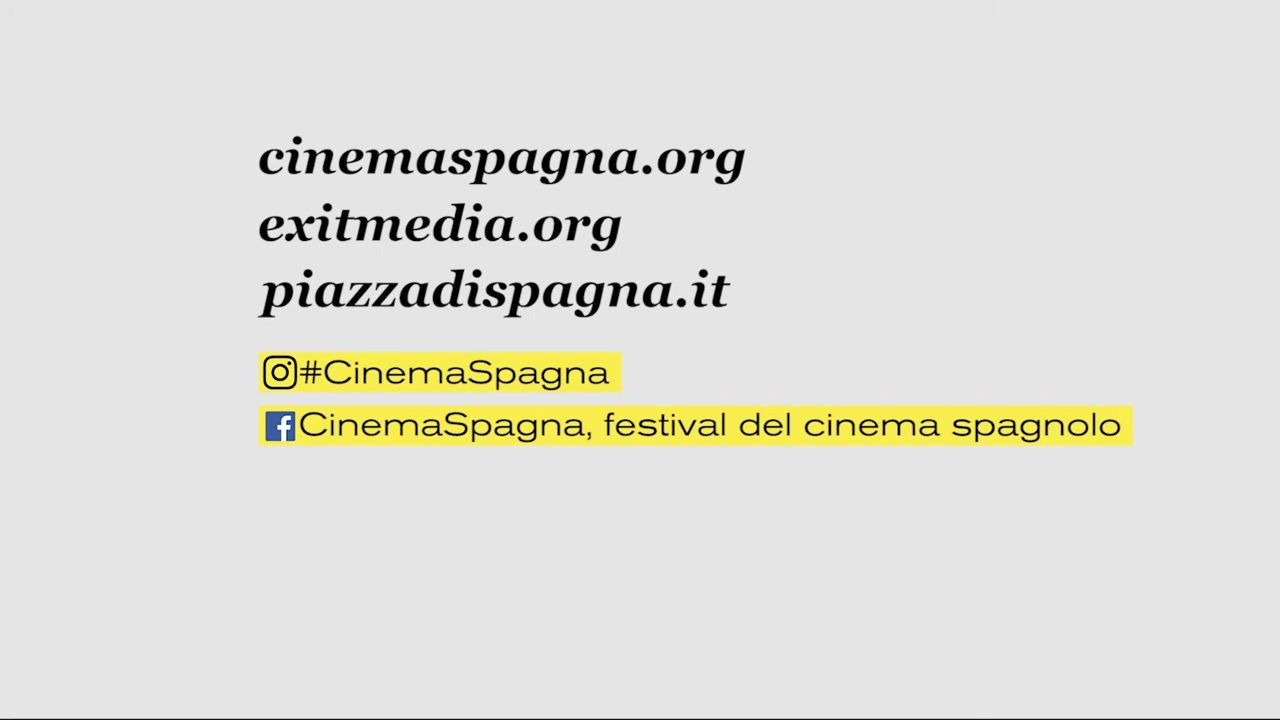 cinemaspagna.org
exitmedia.org
piazzadispagna.it
#CinemaSpagna
CinemaSpagna, festival del cinema spagnolo